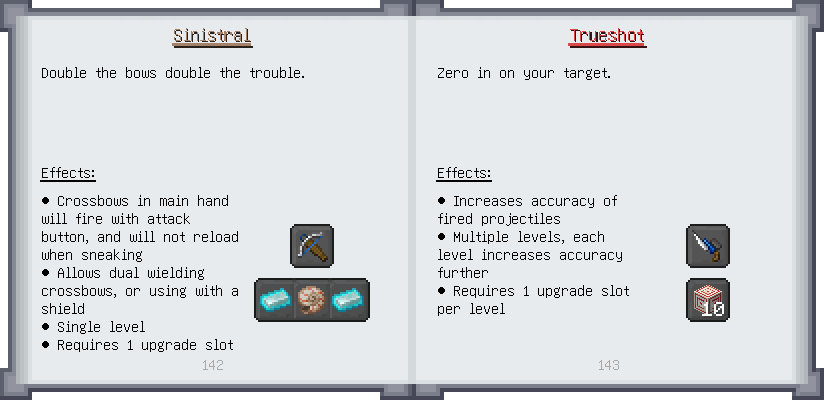 Sinistral
Double the bows double the trouble.
Effects:
• Crossbows in main hand
will fire with attack
button, and will not reload
when sneaking
• Allows dual wielding
crossbows, or using with a
shield
• Single level
• Requires 1 upgrade slot
142
Trueshot
Zero in on your target.
Effects:
• Increases accuracy of
fired projectiles
• Multiple levels, each
level increases accuracy
further
• Requires 1 upgrade slot
per level
10
143